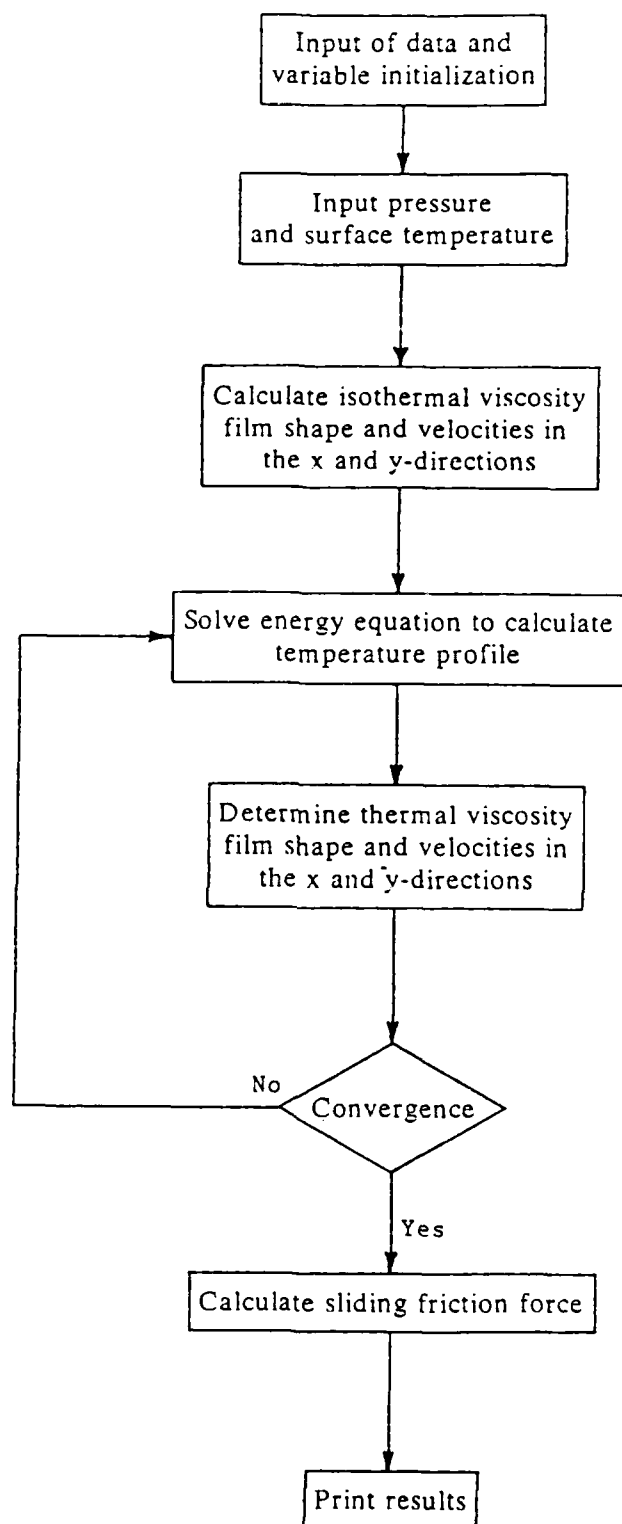 Input of data and
variable initialization
Input pressure
and surface temperature
Calculate isothermal viscosity
film shape and velocities in
the x and y-directions
Solve energy equation to calculate
temperature profile
Determine thermal viscosity
film shape and velocities in
the x and y-directions
No
Convergence
Yes
Calculate sliding friction force
Print results